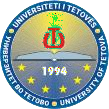 UNIVERSITETI I TETOVËS
УНИВЕРЗИТЕТ ВО ТЕТОВО
UNIVERSITY OF TETOVA
1994